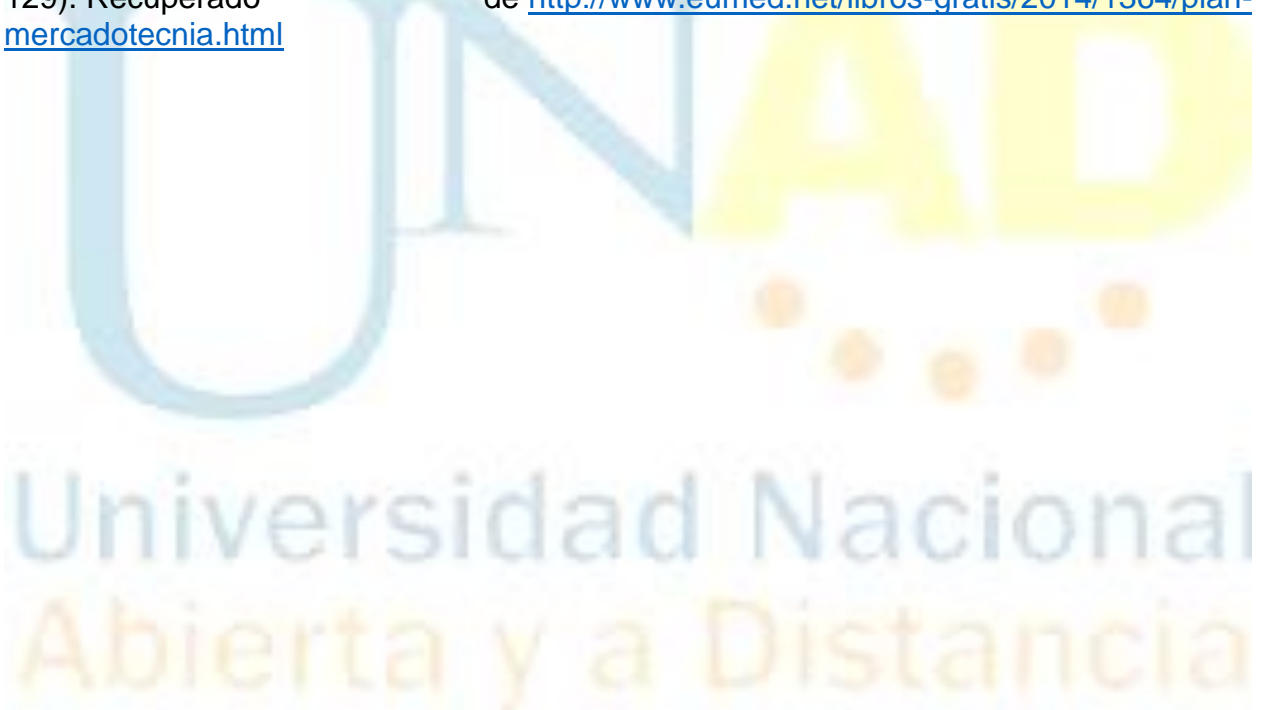 129). Recuperado de http://www.eumed.net/libros-gratis/2014/1364/plan-
mercadotecnia.html
UNAD
Universidad Nacional
Abierta y a Distancia